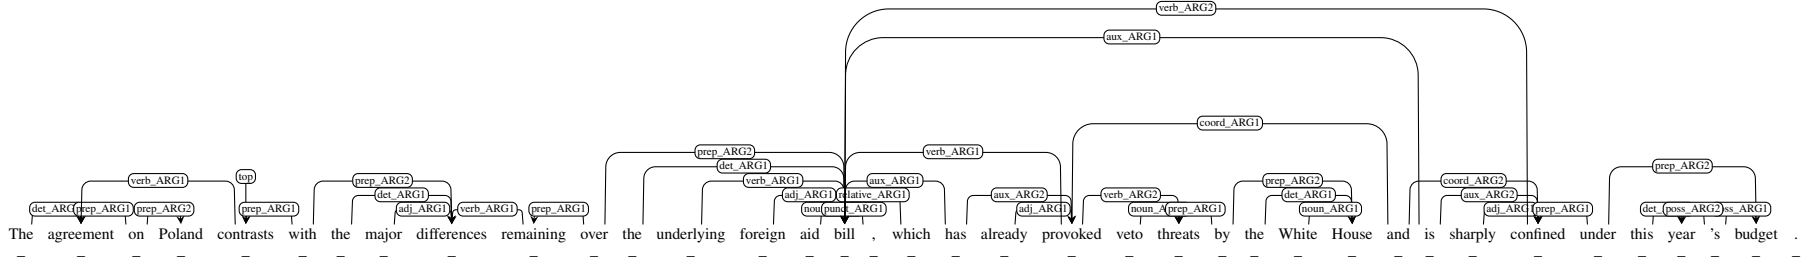 verb_ARG2
aux_ARG1
coord_ARG1
prep_ARG2 verb_ARG1
det_ARG1 prep_ARG2
verb_ARG1 top prep_ARG2 verb_ARG1 aux_ARG1 prep_ARG2 coord_ARG2
det_ARG1 adj_ARG1 relative_ARG1 aux_ARG2 verb_ARG2 det_ARG1 aux_ARG2
prep_ARG1 prep_ARG2 prep_ARG1 adj_ARG1 verb_ARG1 prep_ARG1 punct_ARG1 adj_ARG1 prep_ARG1 noun_ARG1 prep_ARG1 poss_ARG2
The agreement on Poland contrasts with the major differences remaining over the underlying foreign aid bill , which has already provoked veto threats by the White House and is sharply confined under this year 's budget .
_ _ _ _ _ _ _ _ _ _ _ _ _ _ _ _ _ _ _ _ _ _ _ _ _ _ _ _ _ _ _ _ _ _ _ _ _